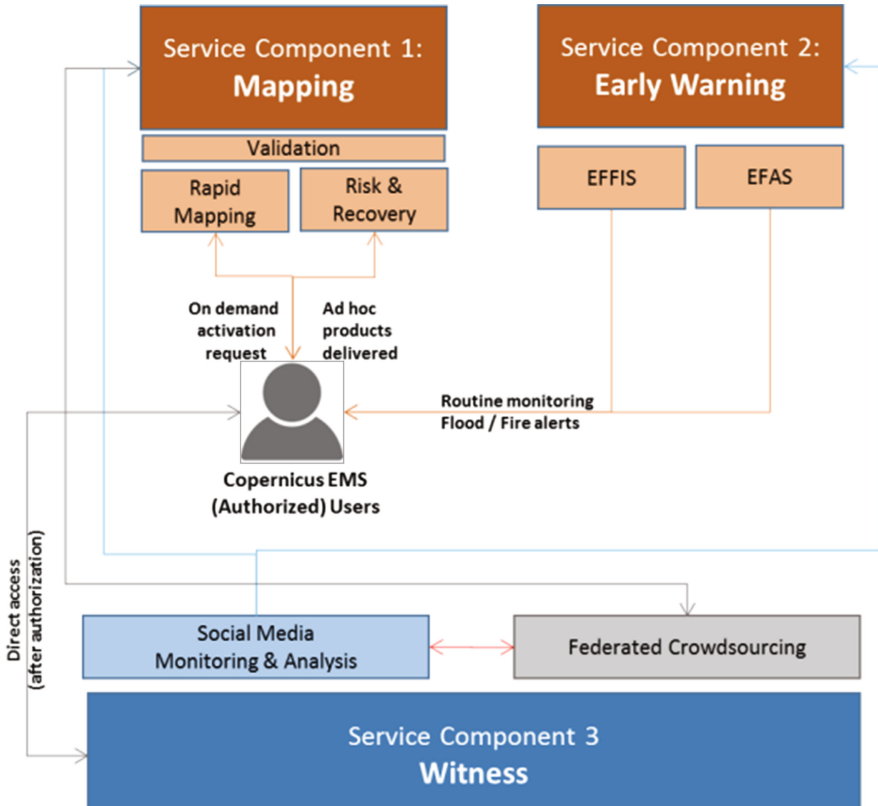 Service Component 1:
Mapping
Service Component 2:
Early Warning
Validation
Rapid
Mapping
Risk &
Recovery
EFFIS
EFAS
On demand
activation
request
Ad hoc
products
delivered
Routine monitoring
Flood / Fire alerts
Copernicus EMS
(Authorized) Users
Direct access
(after authorization)
Social Media
Monitoring & Analysis
Federated Crowdsourcing
Service Component 3
Witness